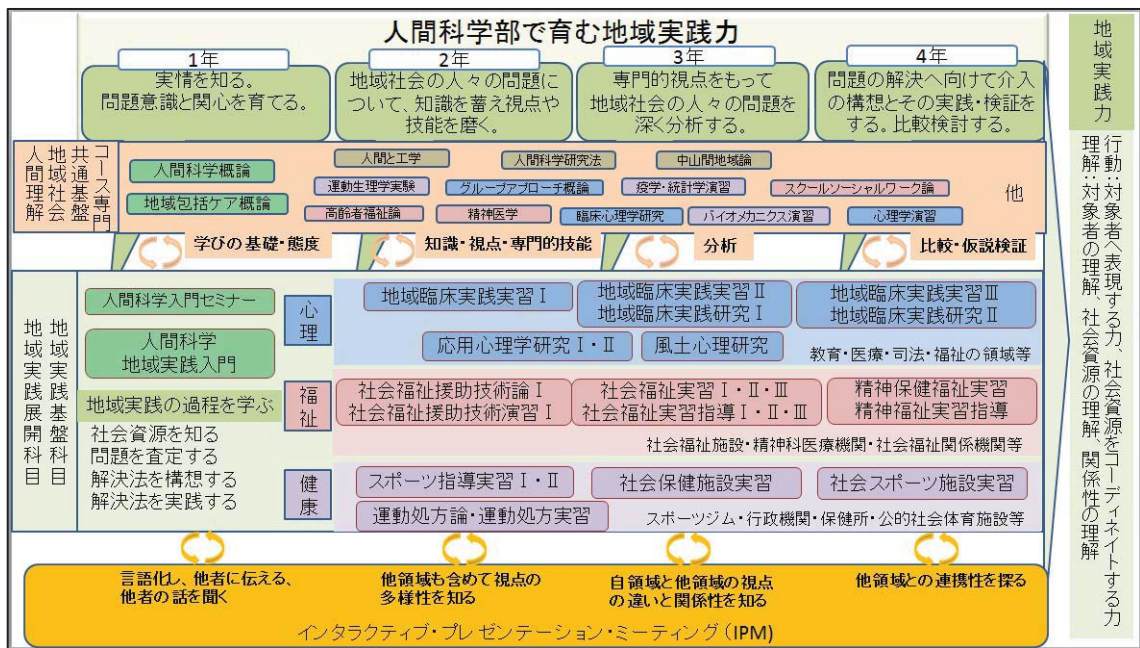 人間科学部で育む地域実践力
1年
実情を知る。
問題意識と関心を育てる。
2年
地域社会の人々の問題に
ついて、知識を蓄え視点や
技能を磨く。
3年
専門的視点をもって
地域社会の人々の問題を
深く分析する。
4年
問題の解決へ向けて介入
の構想とその実践・検証を
する。比較検討する。
地域実践力
コース専門
共通基盤
地域社会
人間理解
人間科学概論
地域包括ケア概論
人間と工学
人間科学研究法
中山間地域論
運動生理学実験
グループアプローチ概論
疫学・統計学演習
スクールソーシャルワーク論
高齢者福祉論
精神医学
臨床心理学研究
バイオメカニクス演習
心理学演習
他
学びの基礎・態度
知識・視点・専門的技能
分析
比較・仮説検証
地域実践基盤科目
地域実践展開科目
人間科学入門セミナー
人間科学
地域実践入門
地域実践の過程を学ぶ
社会資源を知る
問題を査定する
解決法を構想する
解決法を実践する
心理
地域臨床実践実習Ⅰ
地域臨床実践実習Ⅱ
地域臨床実践研究Ⅰ
地域臨床実践実習Ⅲ
地域臨床実践研究Ⅱ
応用心理学研究Ⅰ・Ⅱ
風土心理研究
教育・医療・司法・福祉の領域等
福祉
社会福祉援助技術論Ⅰ
社会福祉援助技術演習Ⅰ
社会福祉実習Ⅰ・Ⅱ・Ⅲ
社会福祉実習指導Ⅰ・Ⅱ・Ⅲ
精神保健福祉実習
精神福祉実習指導
社会福祉施設・精神科医療機関・社会福祉関係機関等
健康
スポーツ指導実習Ⅰ・Ⅱ
社会保健施設実習
社会スポーツ施設実習
運動処方論・運動処方実習
スポーツジム・行政機関・保健所・公的社会体育施設等
行動:対象者へ表現する力、社会資源をコーディネイトする力
理解:対象者の理解、社会資源の理解、関係性の理解
言語化し、他者に伝える、
他者の話を聞く
他領域も含めて視点の
多様性を知る
自領域と他領域の視点
の違いと関係性を知る
他領域との連携性を探る
インタラクティブ・プレゼンテーション・ミーティング(IPM)